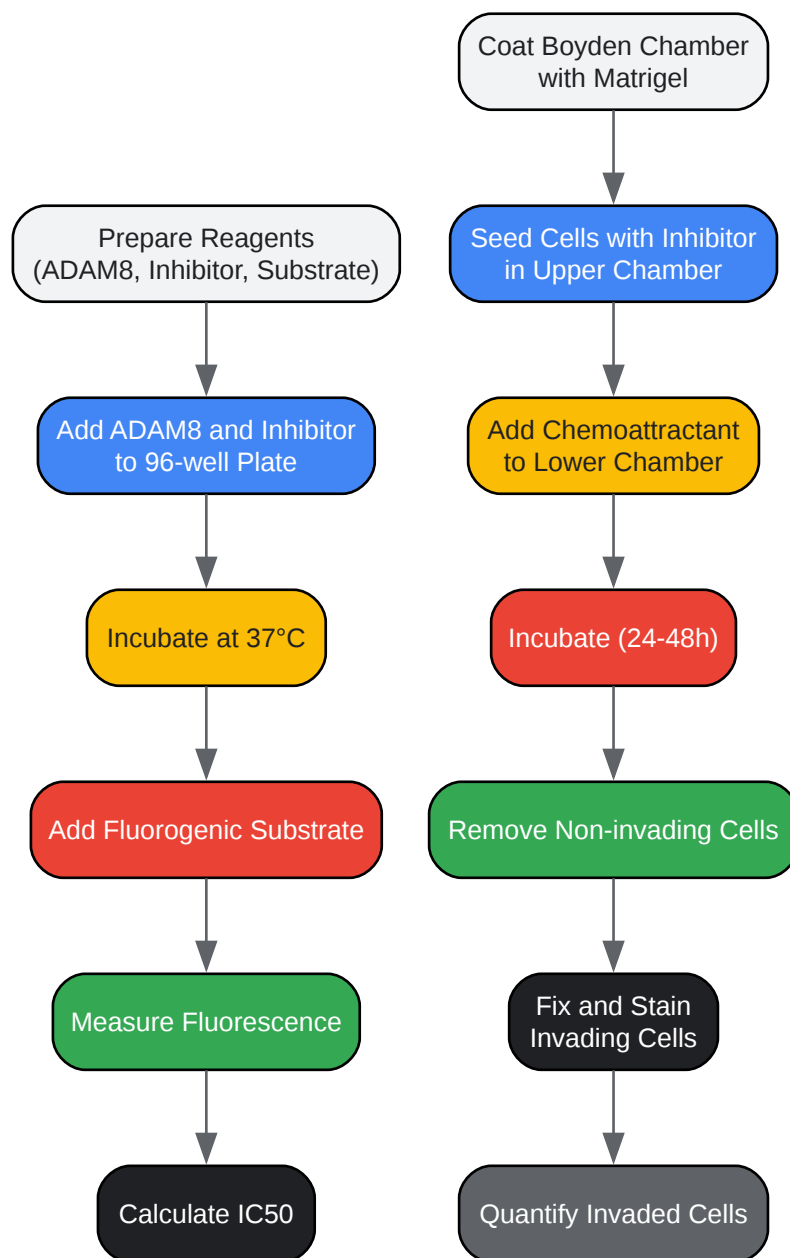 Prepare Reagents
(ADAM8, Inhibitor, Substrate)
Add ADAM8 and Inhibitor
to 96-well Plate
Incubate at 37°C
Add Fluorogenic Substrate
Measure Fluorescence
Calculate IC50
Coat Boyden Chamber
with Matrigel
Seed Cells with Inhibitor
in Upper Chamber
Add Chemoattractant
to Lower Chamber
Incubate (24-48h)
Remove Non-invading Cells
Fix and Stain
Invading Cells
Quantify Invaded Cells